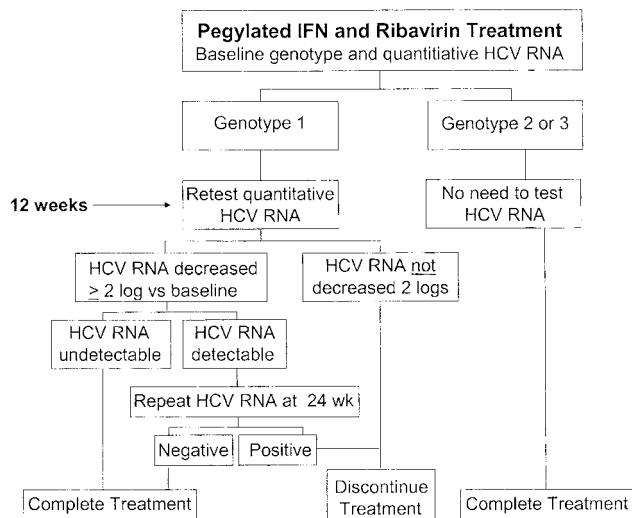 Pegylated IFN and Ribavirin Treatment
Baseline genotype and quantitiative HCV RNA
Genotype 1
Genotype 2 or 3
12 weeks
Retest quantitative
HCV RNA
No need to test
HCV RNA
HCV RNA decreased
≥ 2 log vs baseline
HCV RNA not
decreased 2 logs
HCV RNA
undetectable
HCV RNA
detectable
Repeat HCV RNA at 24 wk
Negative
Positive
Complete Treatment
Discontinue
Treatment
Complete Treatment